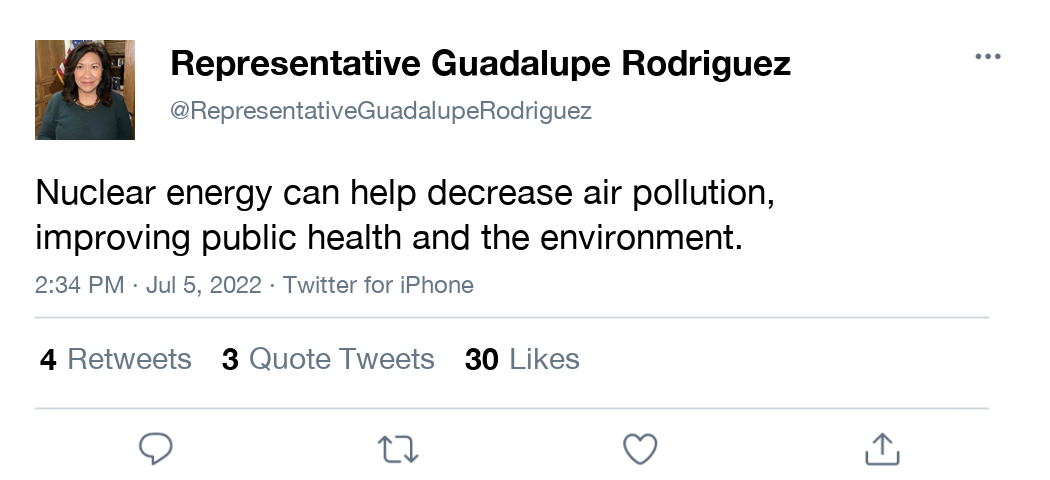 Representative Guadalupe Rodriguez
@RepresentativeGuadalupeRodriguez
Nuclear energy can help decrease air pollution,
improving public health and the environment.
2:34 PM · Jul 5, 2022 · Twitter for iPhone
4 Retweets 3 Quote Tweets 30 Likes